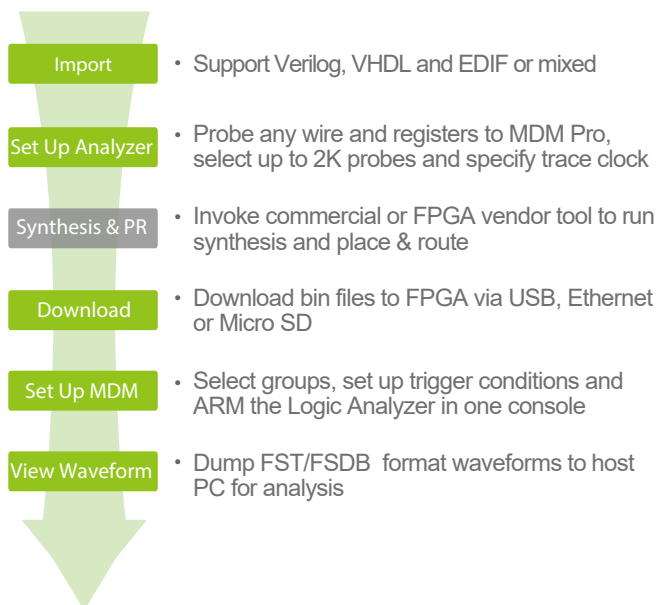 Import
• Support Verilog, VHDL and EDIF or mixed
Set Up Analyzer
• Probe any wire and registers to MDM Pro,
select up to 2K probes and specify trace clock
Synthesis & PR
• Invoke commercial or FPGA vendor tool to run
synthesis and place & route
Download
• Download bin files to FPGA via USB, Ethernet
or Micro SD
Set Up MDM
• Select groups, set up trigger conditions and
ARM the Logic Analyzer in one console
View Waveform
• Dump FST/FSDB format waveforms to host
PC for analysis